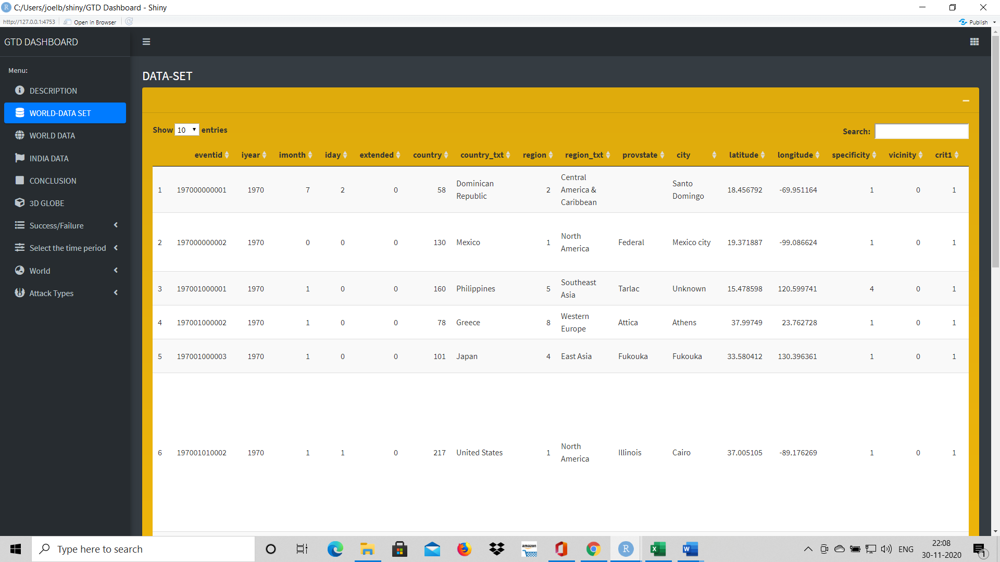 C:/Users/joelb/shiny/GTD Dashboard - Shiny
http://127.0.0.1:4753 Open in Browser Publish
GTD DASHBOARD
Menu:
DESCRIPTION
WORLD-DATA SET
WORLD DATA
INDIA DATA
CONCLUSION
3D GLOBE
Success/Failure
Select the time period
World
Attack Types
DATA-SET
Show 10 entries Search:
eventid iyear imonth iday extended country country_txt region region_txt provstate city latitude longitude specificity vicinity crit1
1 197000000001 1970 7 2 0 58 Dominican Republic 2 Central America & Caribbean Santo Domingo 18.456792 -69.951164 1 0 1
2 197000000002 1970 0 0 0 130 Mexico 1 North America Federal Mexico city 19.371887 -99.086624 1 0 1
3 197001000001 1970 1 0 0 160 Philippines 5 Southeast Asia Tarlac Unknown 15.478598 120.599741 4 0 1
4 197001000002 1970 1 0 0 78 Greece 8 Western Europe Attica Athens 37.99749 23.762728 1 0 1
5 197001000003 1970 1 0 0 101 Japan 4 East Asia Fukouka Fukouka 33.580412 130.396361 1 0 1
6 197001010002 1970 1 1 0 217 United States 1 North America Illinois Cairo 37.005105 -89.176269 1 0 1
Type here to search
amazon
R
X
W
ENG
22:08
30-11-2020
1